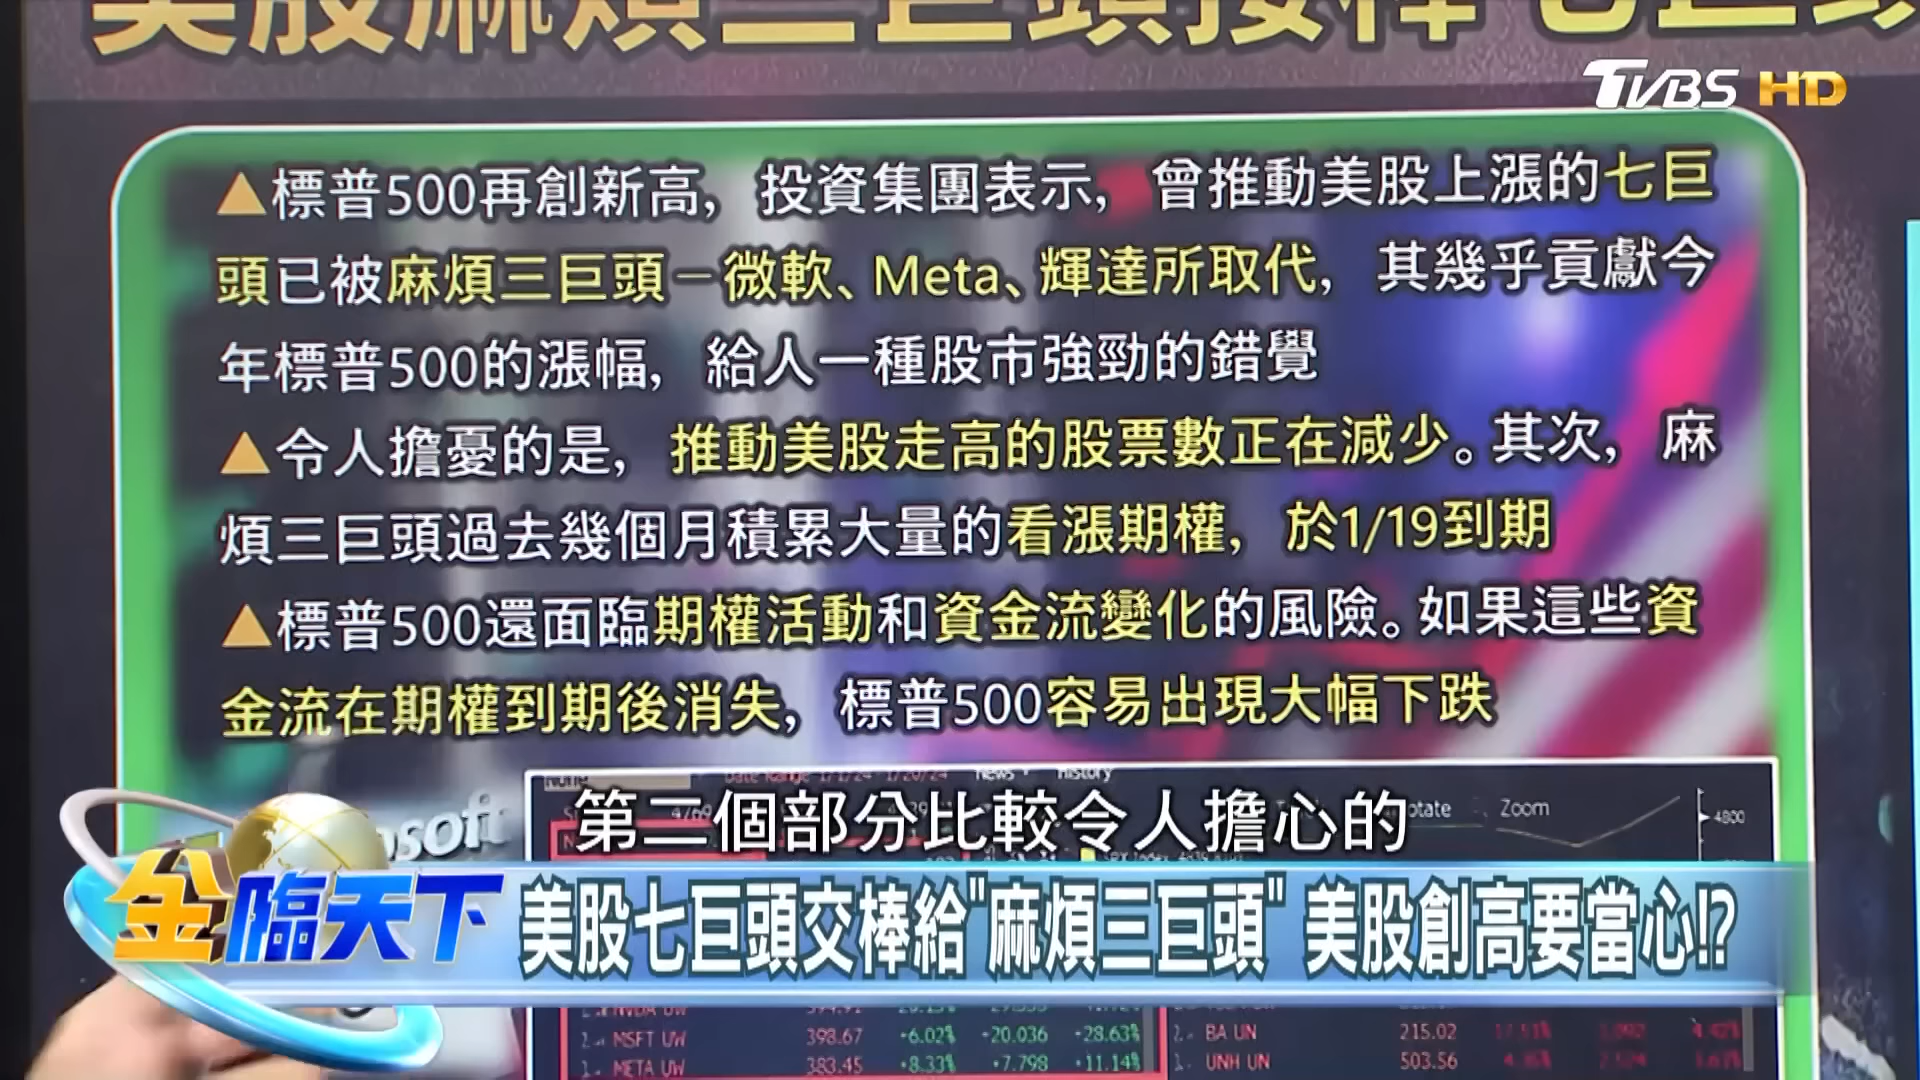 美股麻煩三巨頭接棒七巨頭
TVBS HD
▲標普500再創新高，投資集團表示，曾推動美股上漲的七巨
頭已被麻煩三巨頭－微軟、Meta、輝達所取代，其幾乎貢獻今
年標普500的漲幅，給人一種股市強勁的錯覺
▲令人擔憂的是，推動美股走高的股票數正在減少。其次，麻
煩三巨頭過去幾個月積累大量的看漲期權，於1/19到期
▲標普500還面臨期權活動和資金流變化的風險。如果這些資
金流在期權到期後消失，標普500容易出現大幅下跌
News History
Zoom
4800
第二個部分比較令人擔心的
金臨天下
美股七巨頭交棒給"麻煩三巨頭" 美股創高要當心!?
MSFT UW 398.67 +6.02% +20.036 +28.63%
BA UN 215.02
META UW 383.45 +8.33% +7.798 +11.14%
UNH UN 503.56